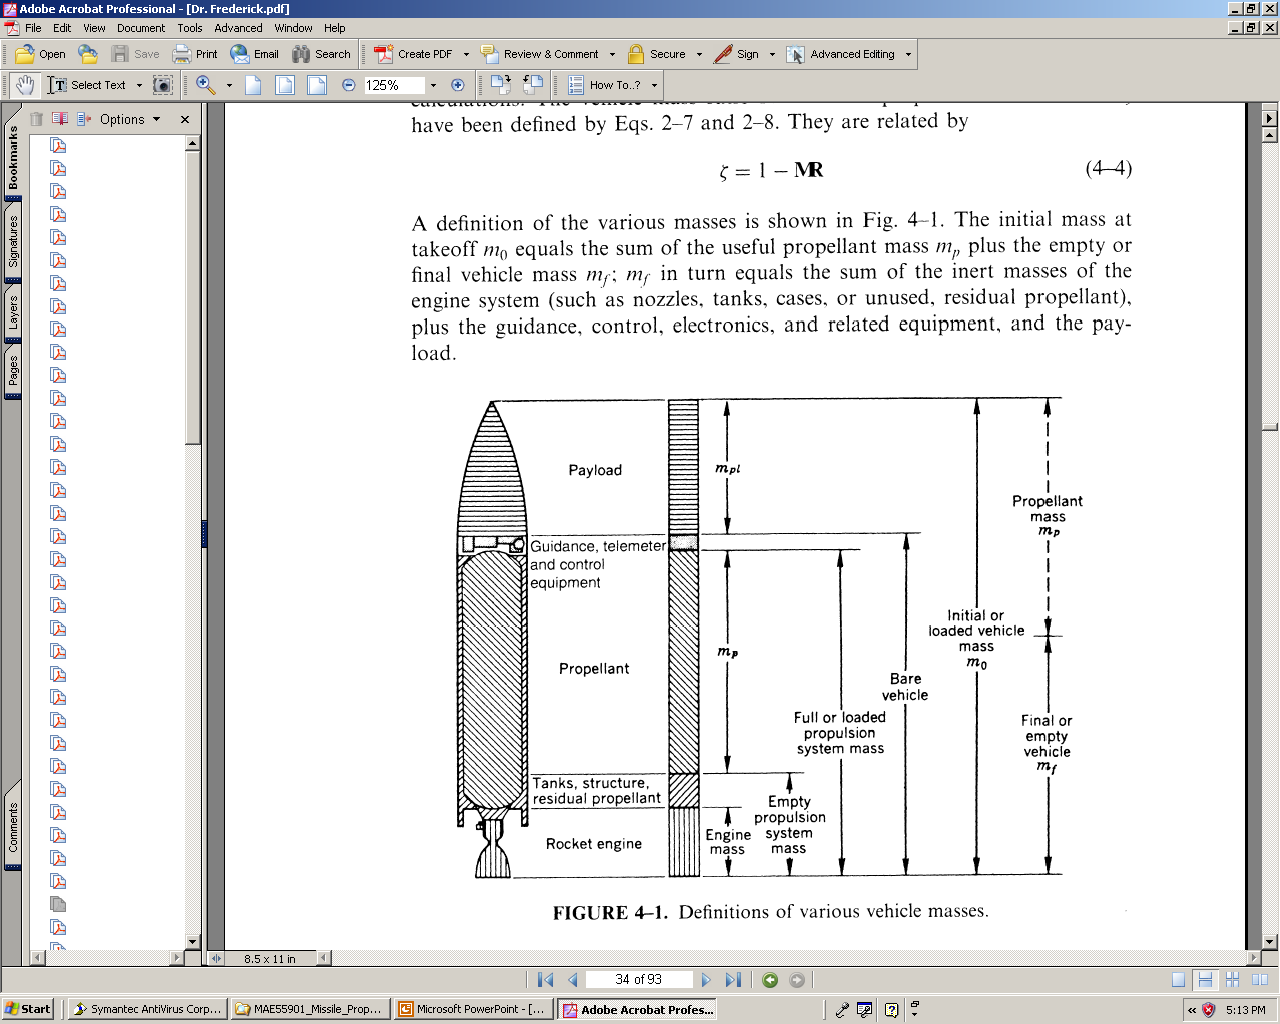 Adobe Acrobat Professional - [Dr. Frederick.pdf]
File Edit View Document Tools Advanced Window Help
Open Save Print Email Search Create PDF Review & Comment Secure Sign Advanced Editing
Select Text 125% How To..?
Options
Bookmarks
Signatures
Layers
Pages
Comments
have been defined by Eqs. 2–7 and 2–8. They are related by
ζ = 1 − MR (4–4)
A definition of the various masses is shown in Fig. 4–1. The initial mass at
takeoff m0 equals the sum of the useful propellant mass mp plus the empty or
final vehicle mass mf; mf in turn equals the sum of the inert masses of the
engine system (such as nozzles, tanks, cases, or unused, residual propellant),
plus the guidance, control, electronics, and related equipment, and the pay-
load.
Payload
mpl
Propellant
mass
mp
Guidance, telemeter
and control
equipment
Initial or
loaded vehicle
mass
m0
Propellant
mp
Bare
vehicle
Full or loaded
propulsion
system mass
Final or
empty
vehicle
mf
Tanks, structure,
residual propellant
Empty
propulsion
system
mass
Engine
mass
Rocket engine
FIGURE 4–1. Definitions of various vehicle masses.
8.5 x 11 in
34 of 93
Start Symantec AntiVirus Corp... MAE55901_Missile_Prop... Microsoft PowerPoint - [... Adobe Acrobat Profes... 5:13 PM